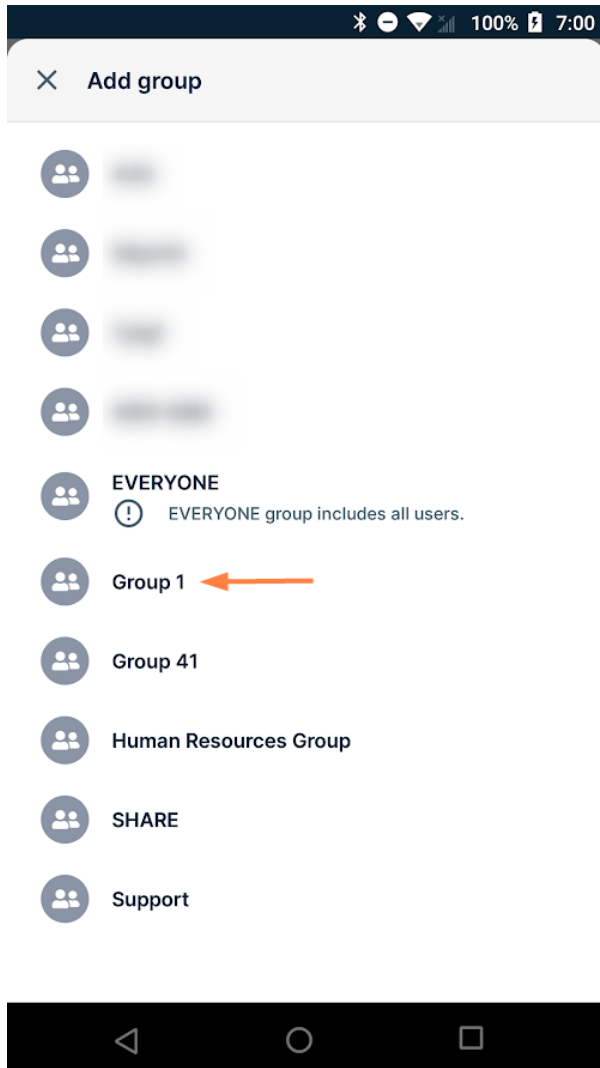 100% 7:00
Add group
EVERYONE
EVERYONE group includes all users.
Group 1
Group 41
Human Resources Group
SHARE
Support